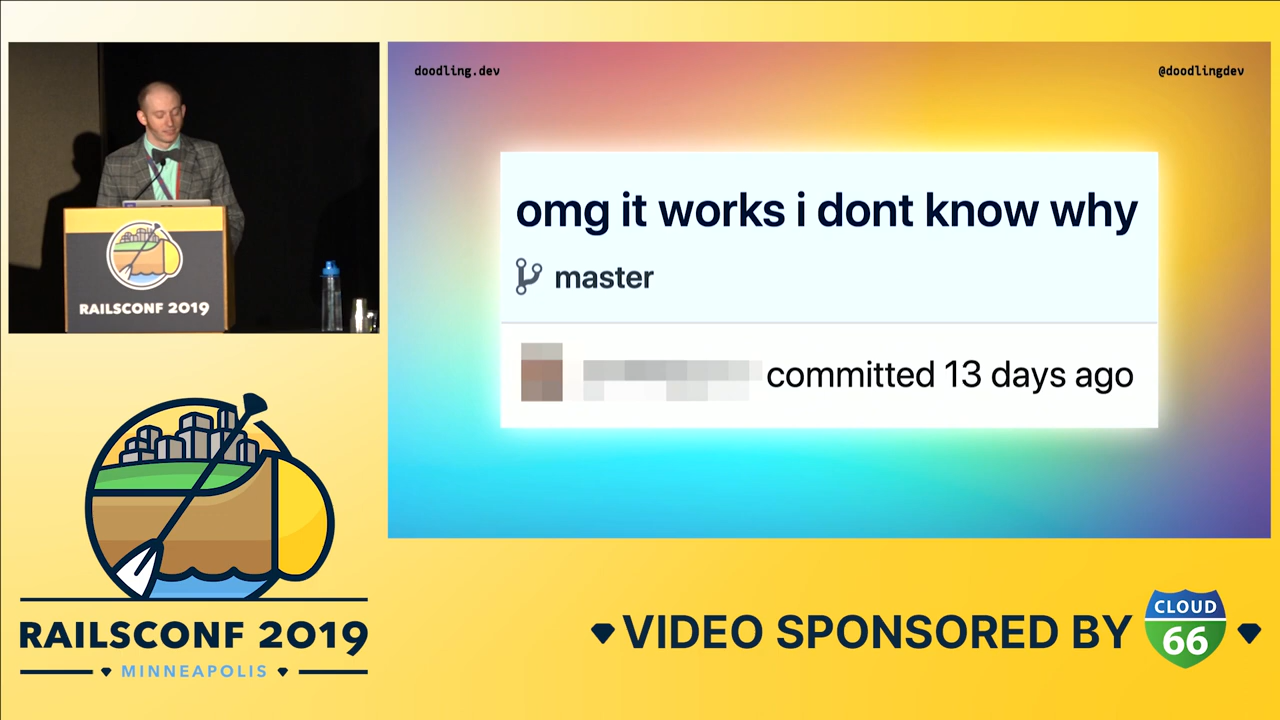 doodling.dev
@doodlingdev
omg it works i dont know why
master
committed 13 days ago
RAILSCONF 2019
RAILSCONF 2019
MINNEAPOLIS
VIDEO SPONSORED BY
CLOUD
66